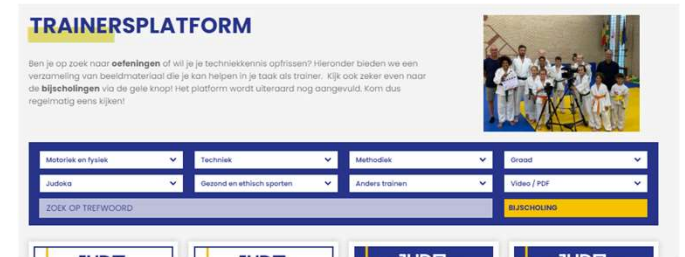 TRAINERSPLATFORM
Ben je op zoek naar oefeningen of wil je je techniekkennis opfrissen? Hieronder bieden we een
verzameling van beeldmateriaal die je kan helpen in je taak als trainer. Kijk ook zeker even naar
de bijscholingen via de gele knop! Het platform wordt uiteraard nog aangevuld. Kom dus
regelmatig eens kijken!
Motoriek en fysiek
Techniek
Methodiek
Graad
Judoka
Gezond en ethisch sporten
Anders trainen
Video / PDF
ZOEK OP TREFWOORD
BIJSCHOLING